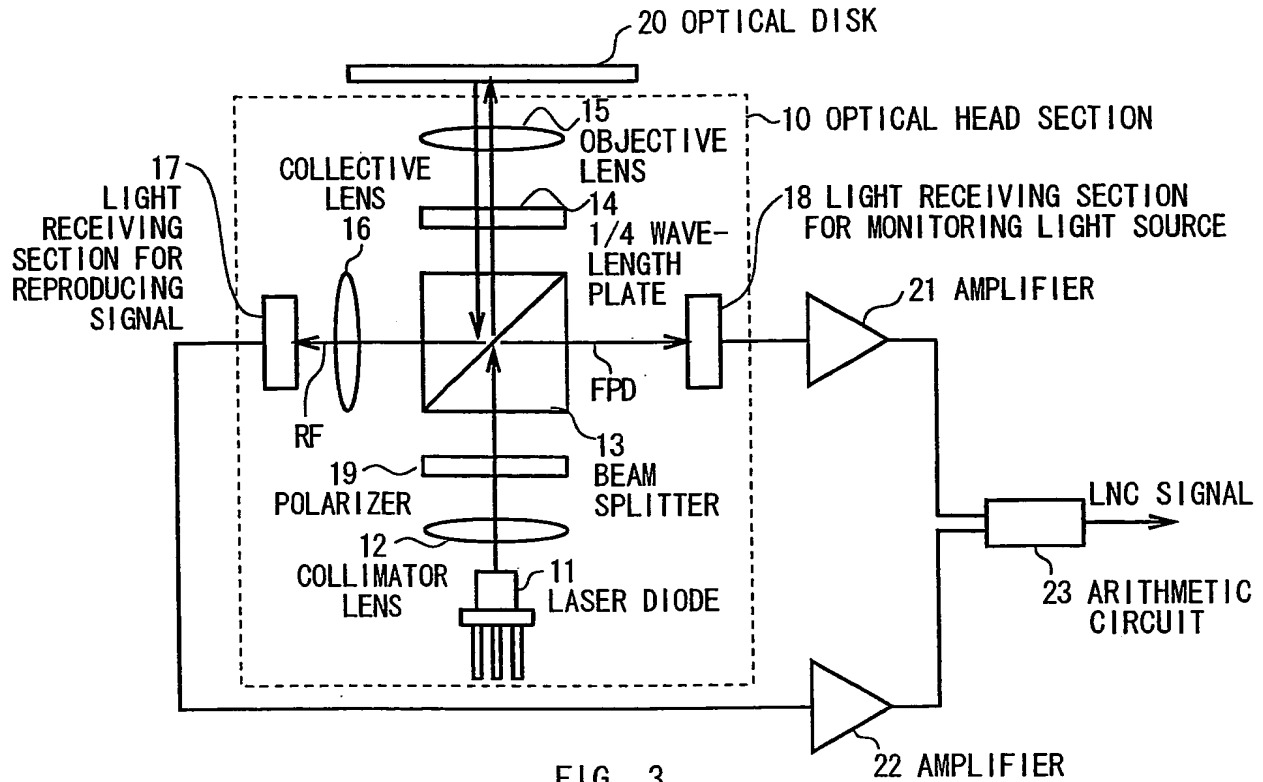 20 OPTICAL DISK
10 OPTICAL HEAD SECTION
15
OBJECTIVE
LENS
17
LIGHT
RECEIVING
SECTION FOR
REPRODUCING
SIGNAL
COLLECTIVE
LENS
16
14
1/4 WAVE-
LENGTH
PLATE
18 LIGHT RECEIVING SECTION
FOR MONITORING LIGHT SOURCE
21 AMPLIFIER
RF
FPD
13
BEAM
SPLITTER
19
POLARIZER
12
COLLIMATOR
LENS
11
LASER DIODE
LNC SIGNAL
23 ARITHMETIC
CIRCUIT
22 AMPLIFIER
FIG. 3